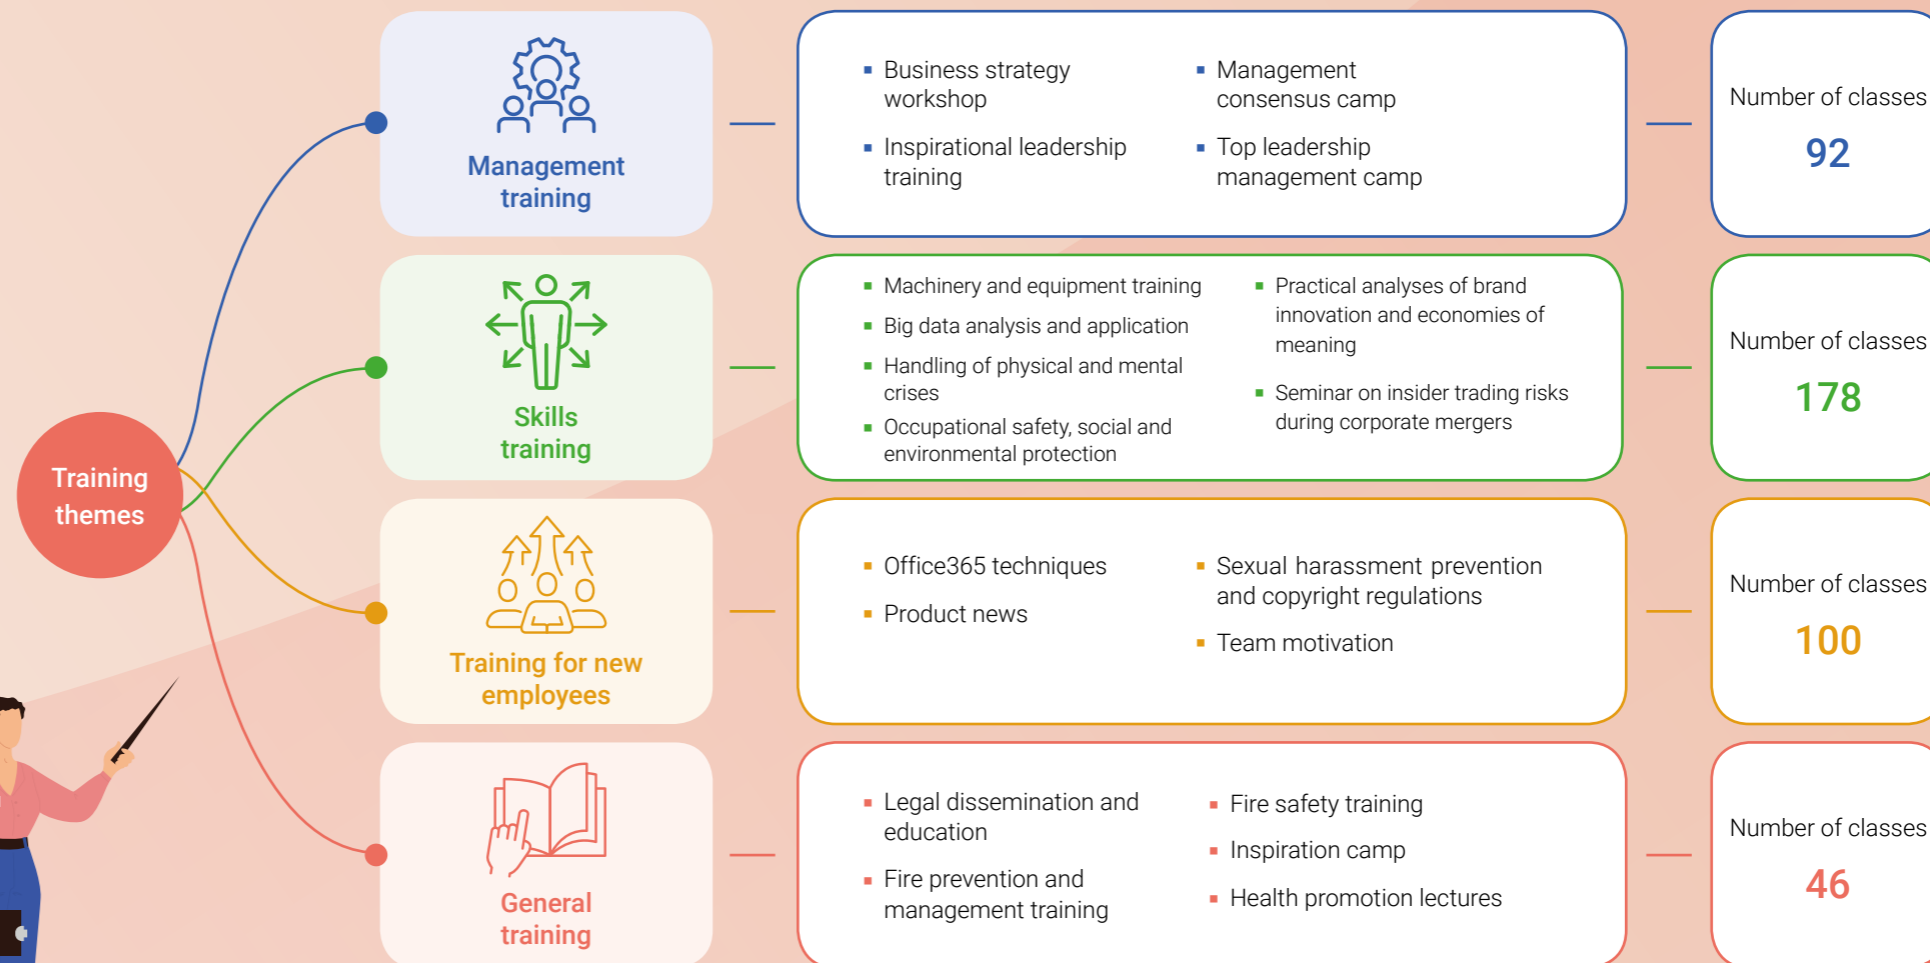 Training
themes
Management
training
▪ Business strategy
workshop
▪ Inspirational leadership
training
▪ Management
consensus camp
▪ Top leadership
management camp
Number of classes
92
Skills
training
▪ Machinery and equipment training
▪ Big data analysis and application
▪ Handling of physical and mental
crises
▪ Occupational safety, social and
environmental protection
▪ Practical analyses of brand
innovation and economies of
meaning
▪ Seminar on insider trading risks
during corporate mergers
Number of classes
178
Training for new
employees
▪ Office365 techniques
▪ Product news
▪ Sexual harassment prevention
and copyright regulations
▪ Team motivation
Number of classes
100
General
training
▪ Legal dissemination and
education
▪ Fire prevention and
management training
▪ Fire safety training
▪ Inspiration camp
▪ Health promotion lectures
Number of classes
46